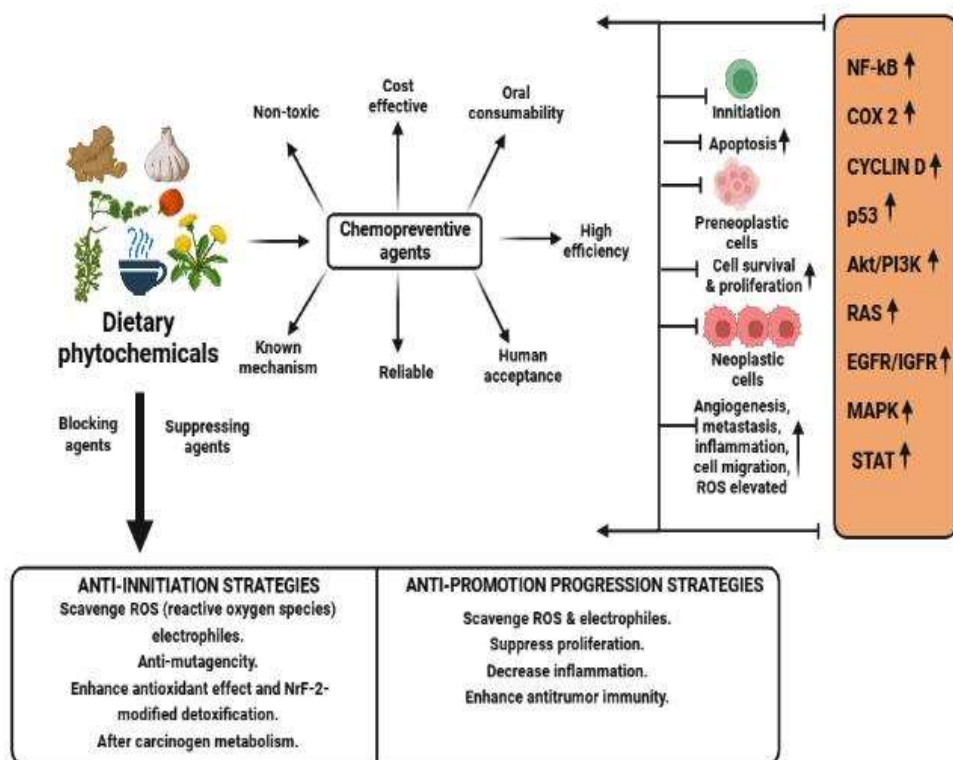 Non-toxic
Cost
effective
Oral
consumability
Chemopreventive
agents
High
efficiency
Known
mechanism
Reliable
Human
acceptance
Dietary
phytochemicals
Blocking
agents
Suppressing
agents
Innitiation
Apoptosis
Preneoplastic
cells
Cell survival
& proliferation
Neoplastic
cells
Angiogenesis,
metastasis,
inflammation,
cell migration,
ROS elevated
NF-kB
COX 2
CYCLIN D
p53
Akt/PI3K
RAS
EGFR/IGFR
MAPK
STAT
ANTI-INNITIATION STRATEGIES
Scavenge ROS (reactive oxygen species)
electrophiles.
Anti-mutagencity.
Enhance antioxidant effect and NrF-2-
modified detoxification.
After carcinogen metabolism.
ANTI-PROMOTION PROGRESSION STRATEGIES
Scavenge ROS & electrophiles.
Suppress proliferation.
Decrease inflammation.
Enhance antitrumor immunity.